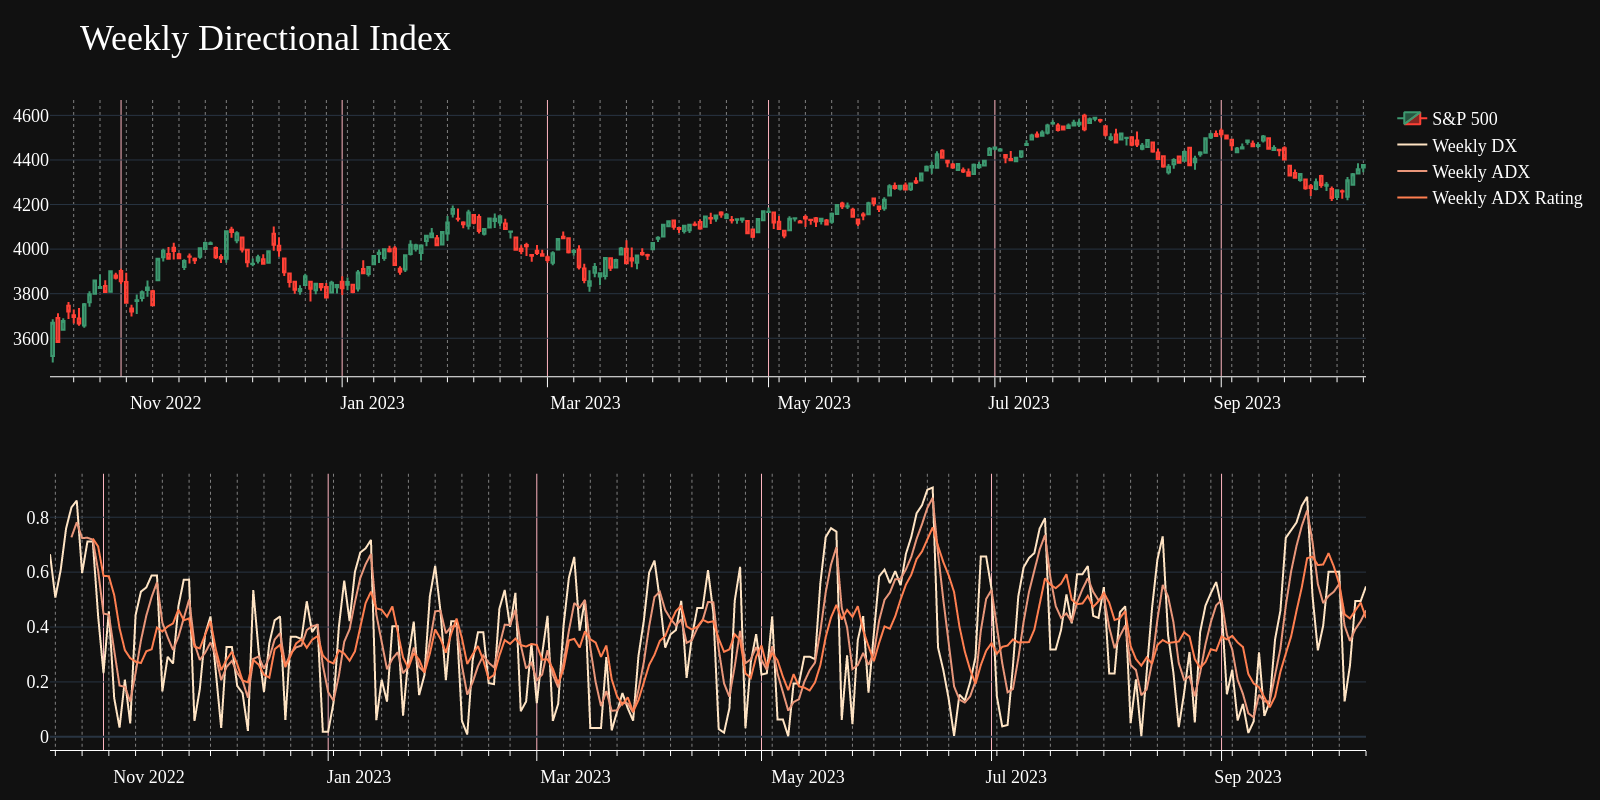 Weekly Directional Index
4600
4400
4200
4000
3800
3600
Nov 2022
Jan 2023
Mar 2023
May 2023
Jul 2023
Sep 2023
S&P 500
Weekly DX
Weekly ADX
Weekly ADX Rating
0.8
0.6
0.4
0.2
0
Nov 2022
Jan 2023
Mar 2023
May 2023
Jul 2023
Sep 2023